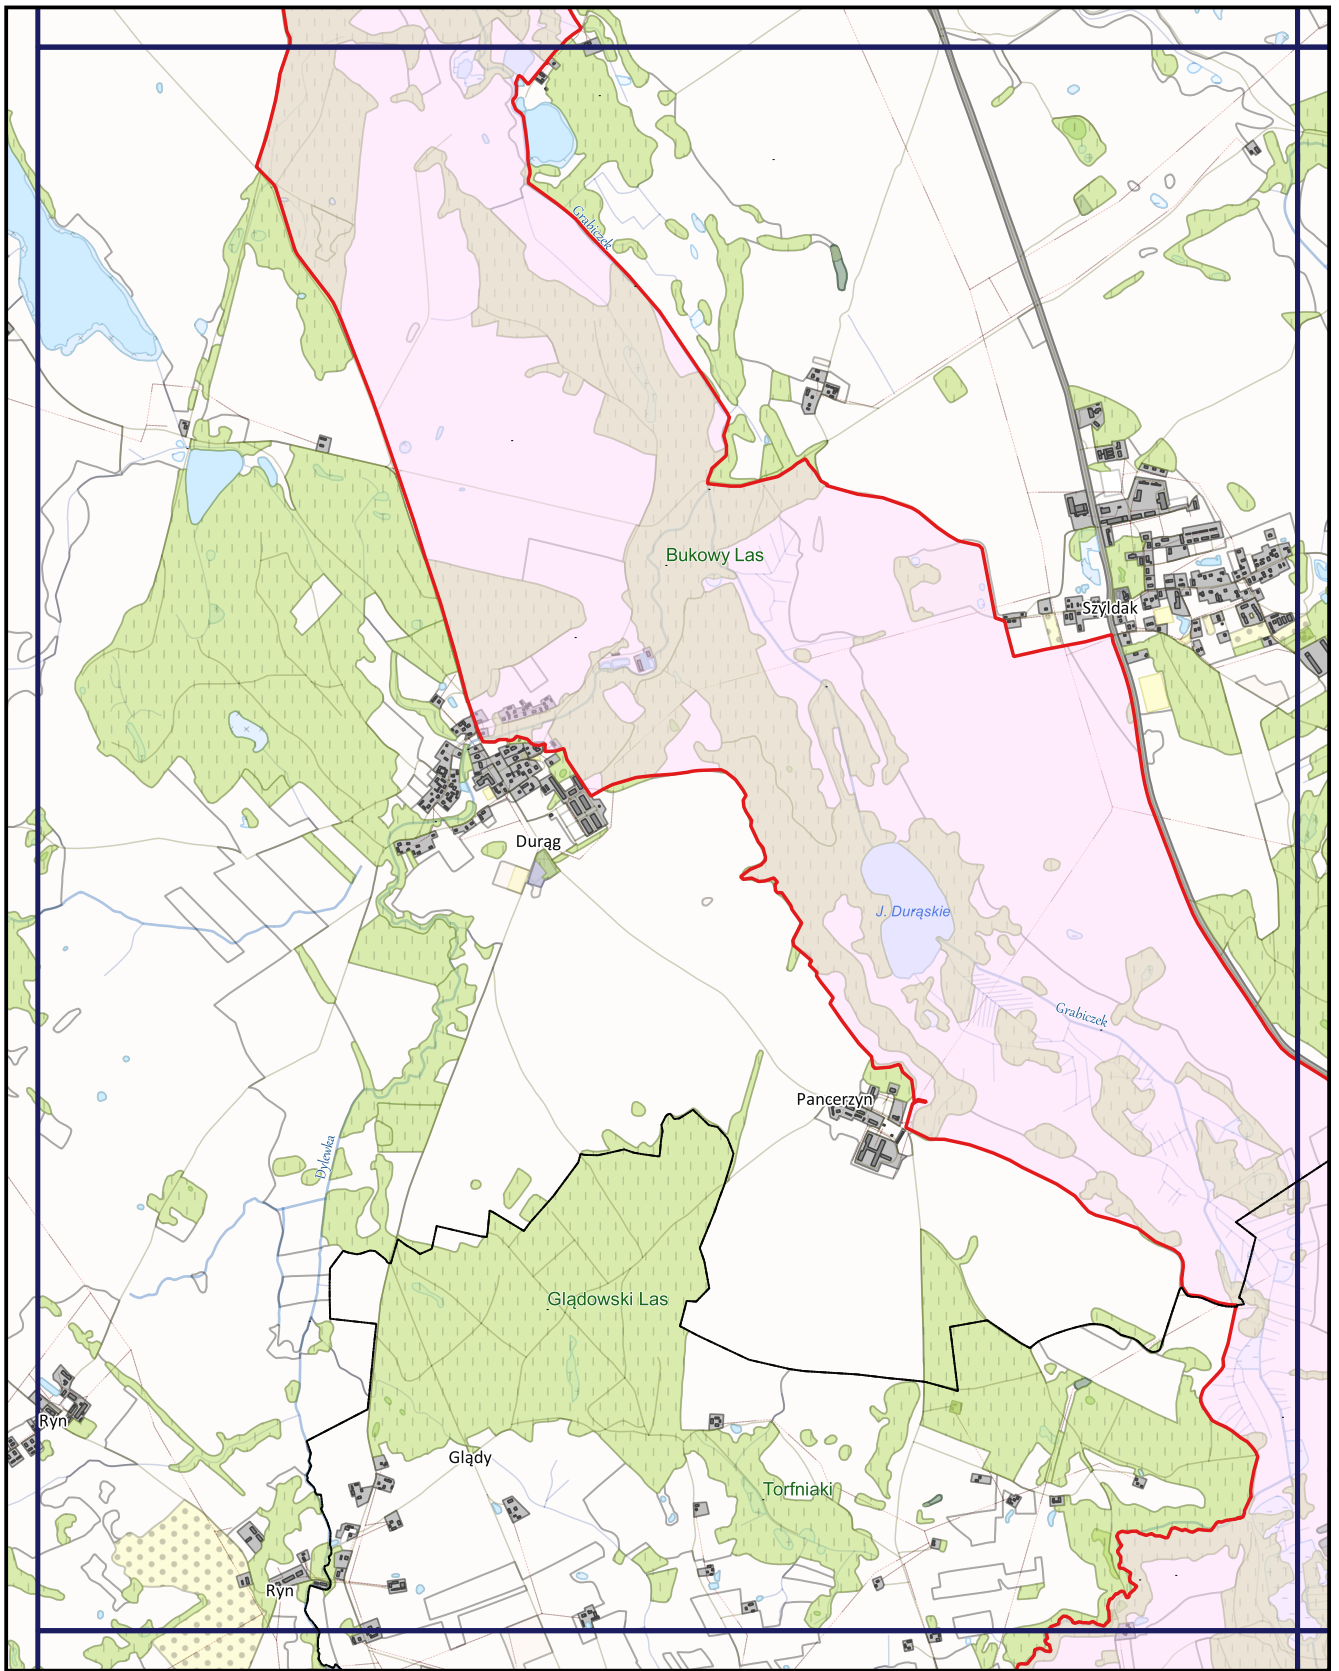 Grabiczek
Bukowy Las
Szyldak
Durąg
J. Durąskie
Grabiczek
Pancerzyn
Dylewka
Glądowski Las
Ryn
Glądy
Torfniaki
Ryn